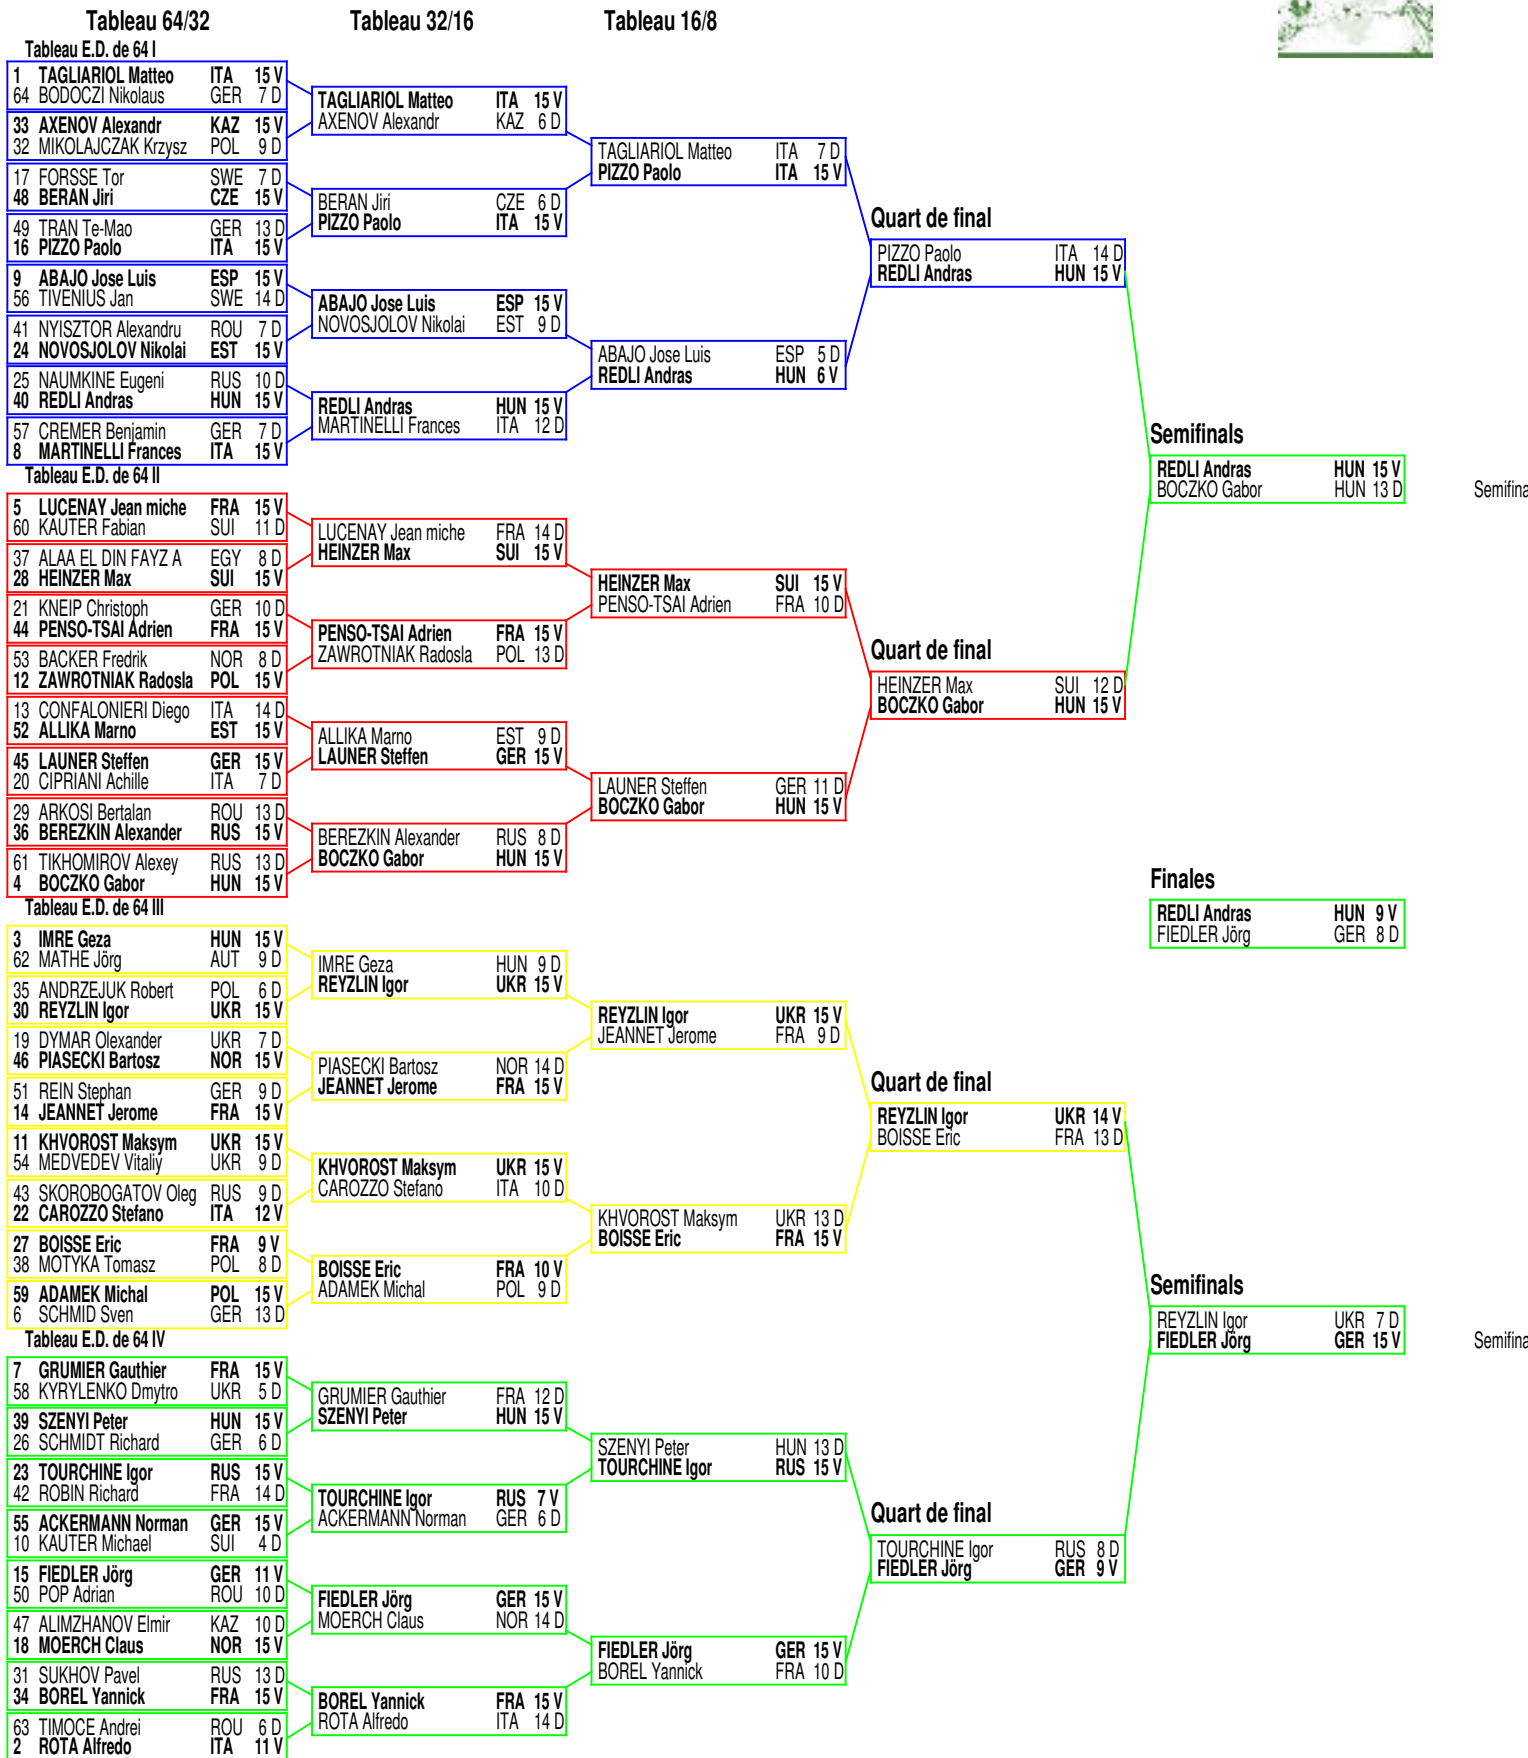 Tableau 64/32
Tableau 32/16
Tableau 16/8
Tableau E.D. de 64 I
1 TAGLIARIOL Matteo ITA 15 V
64 BODOCZI Nikolaus GER 7 D
33 AXENOV Alexandr KAZ 15 V
32 MIKOLAJCZAK Krzysz POL 9 D
17 FORSSE Tor SWE 7 D
48 BERAN Jiri CZE 15 V
49 TRAN Te-Mao GER 13 D
16 PIZZO Paolo ITA 15 V
9 ABAJO Jose Luis ESP 15 V
56 TIVENIUS Jan SWE 14 D
41 NYISZTOR Alexandru ROU 7 D
24 NOVOSJOLOV Nikolai EST 15 V
25 NAUMKINE Eugeni RUS 10 D
40 REDLI Andras HUN 15 V
57 CREMER Benjamin GER 7 D
8 MARTINELLI Frances ITA 15 V
Tableau E.D. de 64 II
5 LUCENAY Jean miche FRA 15 V
60 KAUTER Fabian SUI 11 D
37 ALAA EL DIN FAYZ A EGY 8 D
28 HEINZER Max SUI 15 V
21 KNEIP Christoph GER 10 D
44 PENSO-TSAI Adrien FRA 15 V
53 BACKER Fredrik NOR 8 D
12 ZAWROTNIAK Radosla POL 15 V
13 CONFALONIERI Diego ITA 14 D
52 ALLIKA Marno EST 15 V
45 LAUNER Steffen GER 15 V
20 CIPRIANI Achille ITA 7 D
29 ARKOSI Bertalan ROU 13 D
36 BEREZKIN Alexander RUS 15 V
61 TIKHOMIROV Alexey RUS 13 D
4 BOCZKO Gabor HUN 15 V
Tableau E.D. de 64 III
3 IMRE Geza HUN 15 V
62 MATHE Jörg AUT 9 D
35 ANDRZEJUK Robert POL 6 D
30 REYZLIN Igor UKR 15 V
19 DYMAR Olexander UKR 7 D
46 PIASECKI Bartosz NOR 15 V
51 REIN Stephan GER 9 D
14 JEANNET Jerome FRA 15 V
11 KHVOROST Maksym UKR 15 V
54 MEDVEDEV Vitaliy UKR 9 D
43 SKOROBOGATOV Oleg RUS 9 D
22 CAROZZO Stefano ITA 12 V
27 BOISSE Eric FRA 9 V
38 MOTYKA Tomasz POL 8 D
59 ADAMEK Michal POL 15 V
6 SCHMID Sven GER 13 D
Tableau E.D. de 64 IV
7 GRUMIER Gauthier FRA 15 V
58 KYRYLENKO Dmytro UKR 5 D
39 SZENYI Peter HUN 15 V
26 SCHMIDT Richard GER 6 D
23 TOURCHINE Igor RUS 15 V
42 ROBIN Richard FRA 14 D
55 ACKERMANN Norman GER 15 V
10 KAUTER Michael SUI 4 D
15 FIEDLER Jörg GER 11 V
50 POP Adrian ROU 10 D
47 ALIMZHANOV Elmir KAZ 10 D
18 MOERCH Claus NOR 15 V
31 SUKHOV Pavel RUS 13 D
34 BOREL Yannick FRA 15 V
63 TIMOCE Andrei ROU 6 D
2 ROTA Alfredo ITA 11 V
TAGLIARIOL Matteo ITA 15 V
AXENOV Alexandr KAZ 6 D
BERAN Jiri CZE 6 D
PIZZO Paolo ITA 15 V
ABAJO Jose Luis ESP 15 V
NOVOSJOLOV Nikolai EST 9 D
REDLI Andras HUN 15 V
MARTINELLI Frances ITA 12 D
LUCENAY Jean miche FRA 14 D
HEINZER Max SUI 15 V
PENSO-TSAI Adrien FRA 15 V
ZAWROTNIAK Radosla POL 13 D
ALLIKA Marno EST 9 D
LAUNER Steffen GER 15 V
BEREZKIN Alexander RUS 8 D
BOCZKO Gabor HUN 15 V
IMRE Geza HUN 9 D
REYZLIN Igor UKR 15 V
PIASECKI Bartosz NOR 14 D
JEANNET Jerome FRA 15 V
KHVOROST Maksym UKR 15 V
CAROZZO Stefano ITA 10 D
BOISSE Eric FRA 10 V
ADAMEK Michal POL 9 D
GRUMIER Gauthier FRA 12 D
SZENYI Peter HUN 15 V
TOURCHINE Igor RUS 7 V
ACKERMANN Norman GER 6 D
FIEDLER Jörg GER 15 V
MOERCH Claus NOR 14 D
BOREL Yannick FRA 15 V
ROTA Alfredo ITA 14 D
TAGLIARIOL Matteo ITA 7 D
PIZZO Paolo ITA 15 V
ABAJO Jose Luis ESP 5 D
REDLI Andras HUN 6 V
HEINZER Max SUI 15 V
PENSO-TSAI Adrien FRA 10 D
LAUNER Steffen GER 11 D
BOCZKO Gabor HUN 15 V
REYZLIN Igor UKR 15 V
JEANNET Jerome FRA 9 D
KHVOROST Maksym UKR 13 D
BOISSE Eric FRA 15 V
SZENYI Peter HUN 13 D
TOURCHINE Igor RUS 15 V
FIEDLER Jörg GER 15 V
BOREL Yannick FRA 10 D
Quart de final
PIZZO Paolo ITA 14 D
REDLI Andras HUN 15 V
Quart de final
HEINZER Max SUI 12 D
BOCZKO Gabor HUN 15 V
Quart de final
REYZLIN Igor UKR 14 V
BOISSE Eric FRA 13 D
Quart de final
TOURCHINE Igor RUS 8 D
FIEDLER Jörg GER 9 V
Semifinals
REDLI Andras HUN 15 V
BOCZKO Gabor HUN 13 D
Semifina
Finales
REDLI Andras HUN 9 V
FIEDLER Jörg GER 8 D
Semifinals
REYZLIN Igor UKR 7 D
FIEDLER Jörg GER 15 V
Semifina